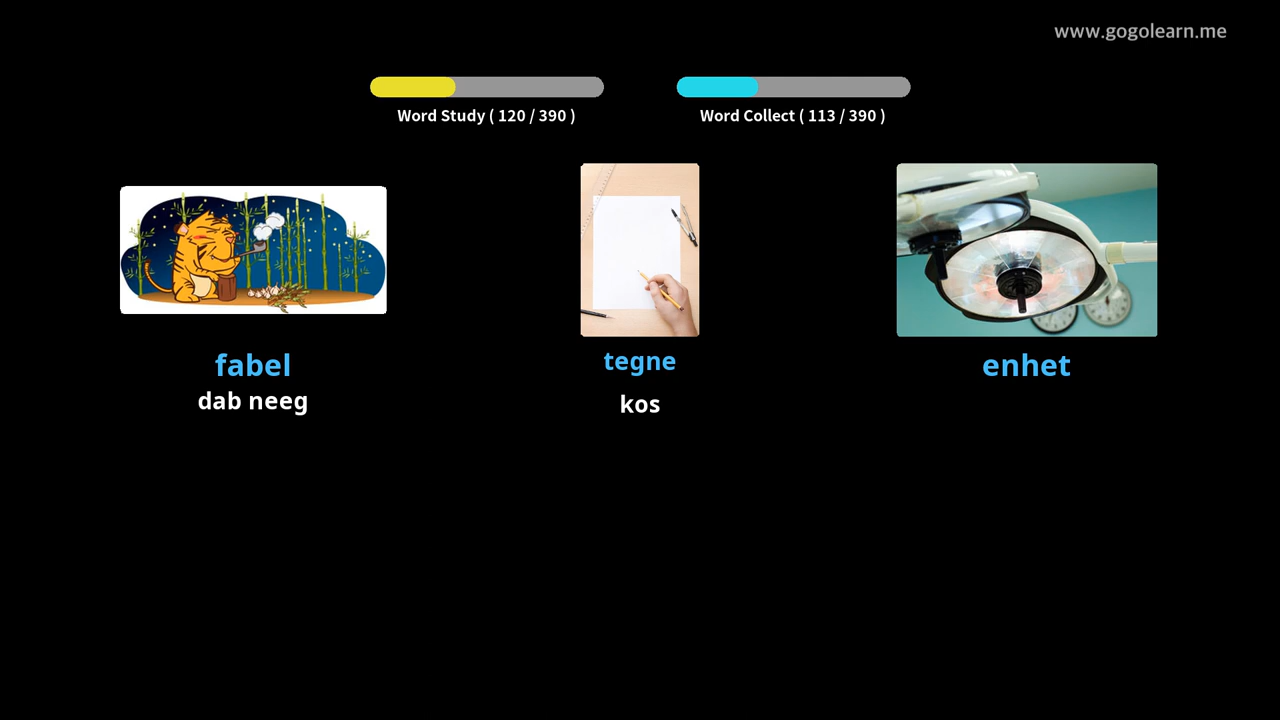 www.gogolearn.me
Word Study ( 120 / 390 )
Word Collect ( 113 / 390 )
fabel
dab neeg
tegne
kos
enhet